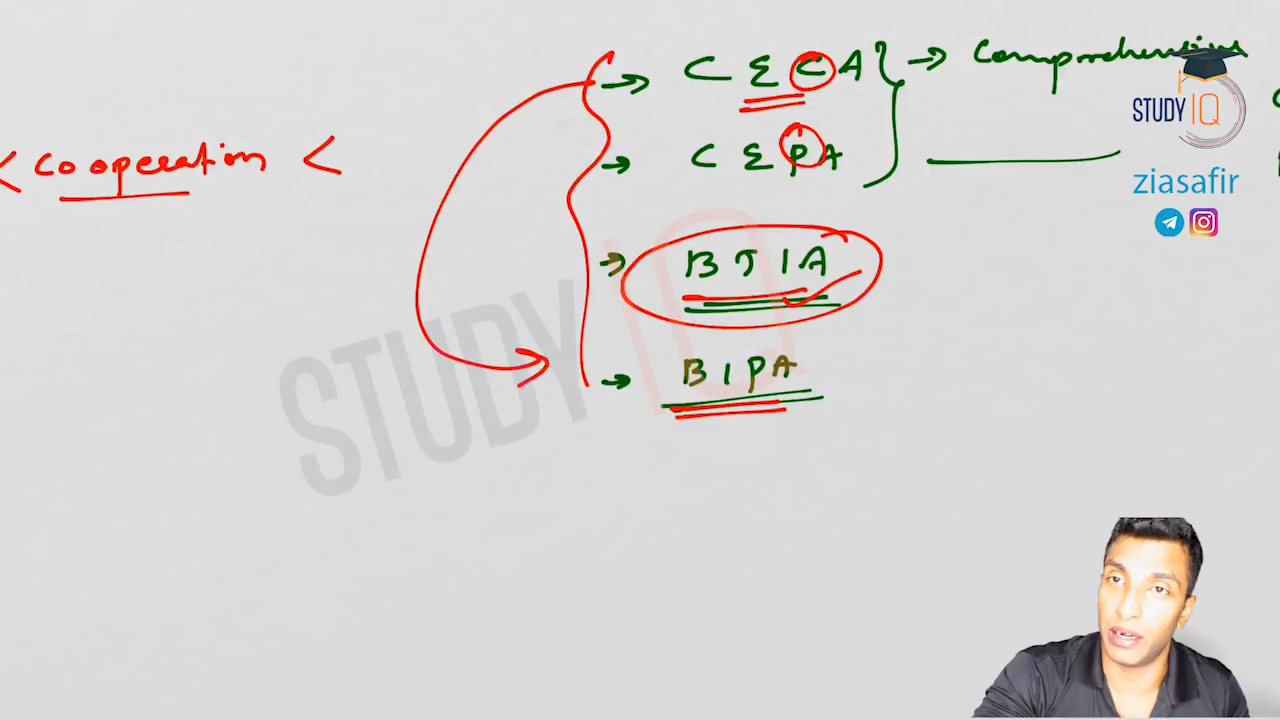 CECA } → Comprehensive
< Cooperation <
CEPA
BTIA
BIPA
STUDY IQ
STUDY IQ
ziasafir